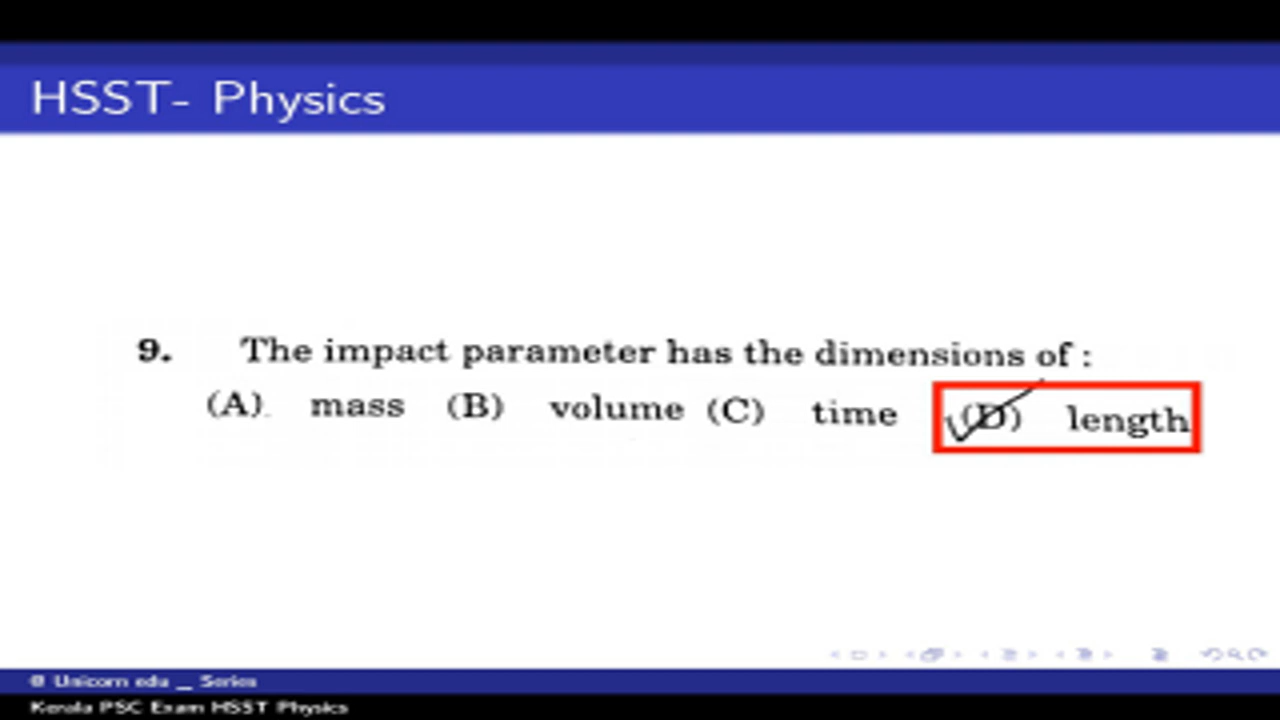 HSST- Physics
9. The impact parameter has the dimensions of :
(A) mass (B) volume (C) time (D) length
@ Unicorn edu _ Series
Kerala PSC Exam HSST Physics